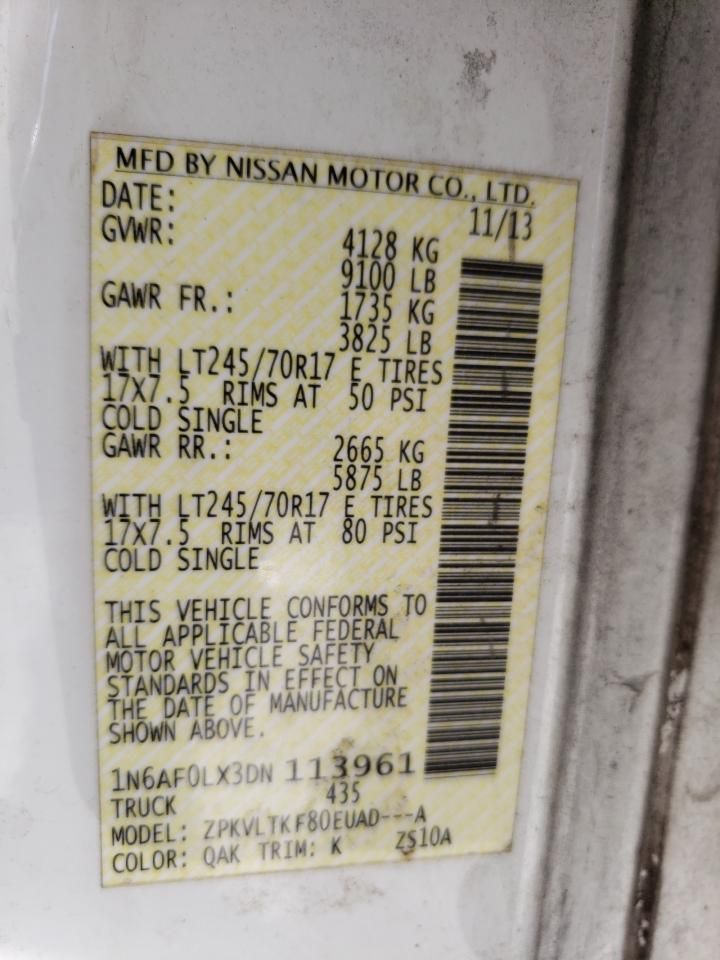 MFD BY NISSAN MOTOR CO., LTD.
DATE: 11/13
GVWR: 4128 KG
9100 LB
GAWR FR.: 1735 KG
3825 LB
WITH LT245/70R17 E TIRES
17X7.5 RIMS AT 50 PSI
COLD SINGLE
GAWR RR.: 2665 KG
5875 LB
WITH LT245/70R17 E TIRES
17X7.5 RIMS AT 80 PSI
COLD SINGLE
THIS VEHICLE CONFORMS TO
ALL APPLICABLE FEDERAL
MOTOR VEHICLE SAFETY
STANDARDS IN EFFECT ON
THE DATE OF MANUFACTURE
SHOWN ABOVE.
1N6AF0LX3DN 113961
TRUCK 435
MODEL: ZPKVLTKF80EUAD---A
COLOR: QAK TRIM: K ZS10A